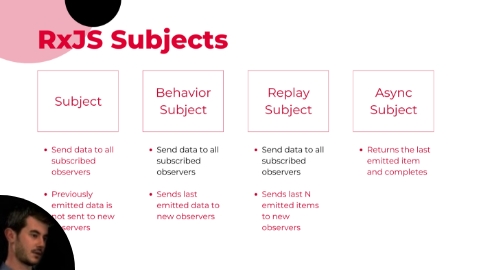 RxJS Subjects
Subject
Send data to all
subscribed
observers
Previously
emitted data is
not sent to new
observers
Behavior
Subject
Send data to all
subscribed
observers
Sends last
emitted data to
new observers
Replay
Subject
Send data to all
subscribed
observers
Sends last N
emitted items
to new
observers
Async
Subject
Returns the last
emitted item
and completes